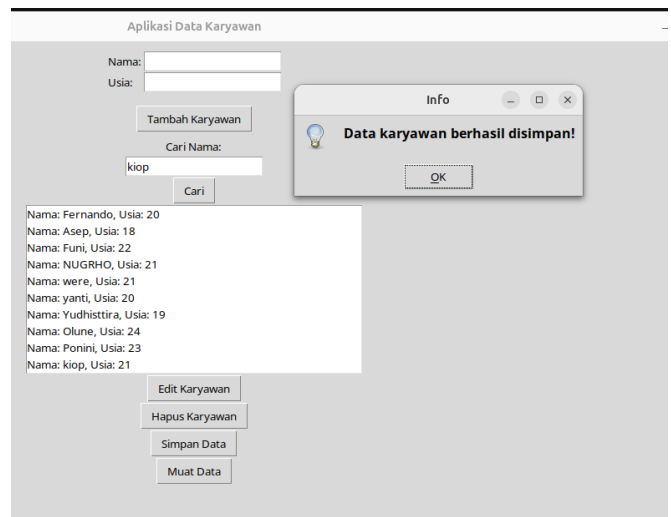 Aplikasi Data Karyawan
Nama:
Usia:
Tambah Karyawan
Cari Nama:
kiop
Cari
Nama: Fernando, Usia: 20
Nama: Asep, Usia: 18
Nama: Funi, Usia: 22
Nama: NUGRHO, Usia: 21
Nama: were, Usia: 21
Nama: yanti, Usia: 20
Nama: Yudhisttira, Usia: 19
Nama: Olune, Usia: 24
Nama: Ponini, Usia: 23
Nama: kiop, Usia: 21
Edit Karyawan
Hapus Karyawan
Simpan Data
Muat Data
Info
Data karyawan berhasil disimpan!
OK